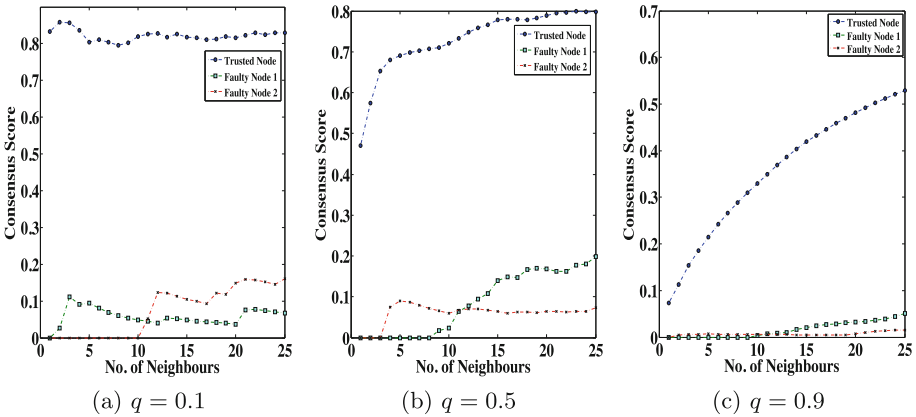 Consensus Score
0.9
0.8
0.7
0.6
0.5
0.4
0.3
0.2
0.1
0
0 5 10 15 20 25
No. of Neighbours
Trusted Node
Faulty Node 1
Faulty Node 2
(a) q = 0.1
Consensus Score
0.8
0.7
0.6
0.5
0.4
0.3
0.2
0.1
0
0 5 10 15 20 25
No. of Neighbours
Trusted Node
Faulty Node 1
Faulty Node 2
(b) q = 0.5
Consensus Score
0.7
0.6
0.5
0.4
0.3
0.2
0.1
0
0 5 10 15 20 25
No. of Neighbours
Trusted Node
Faulty Node 1
Faulty Node 2
(c) q = 0.9